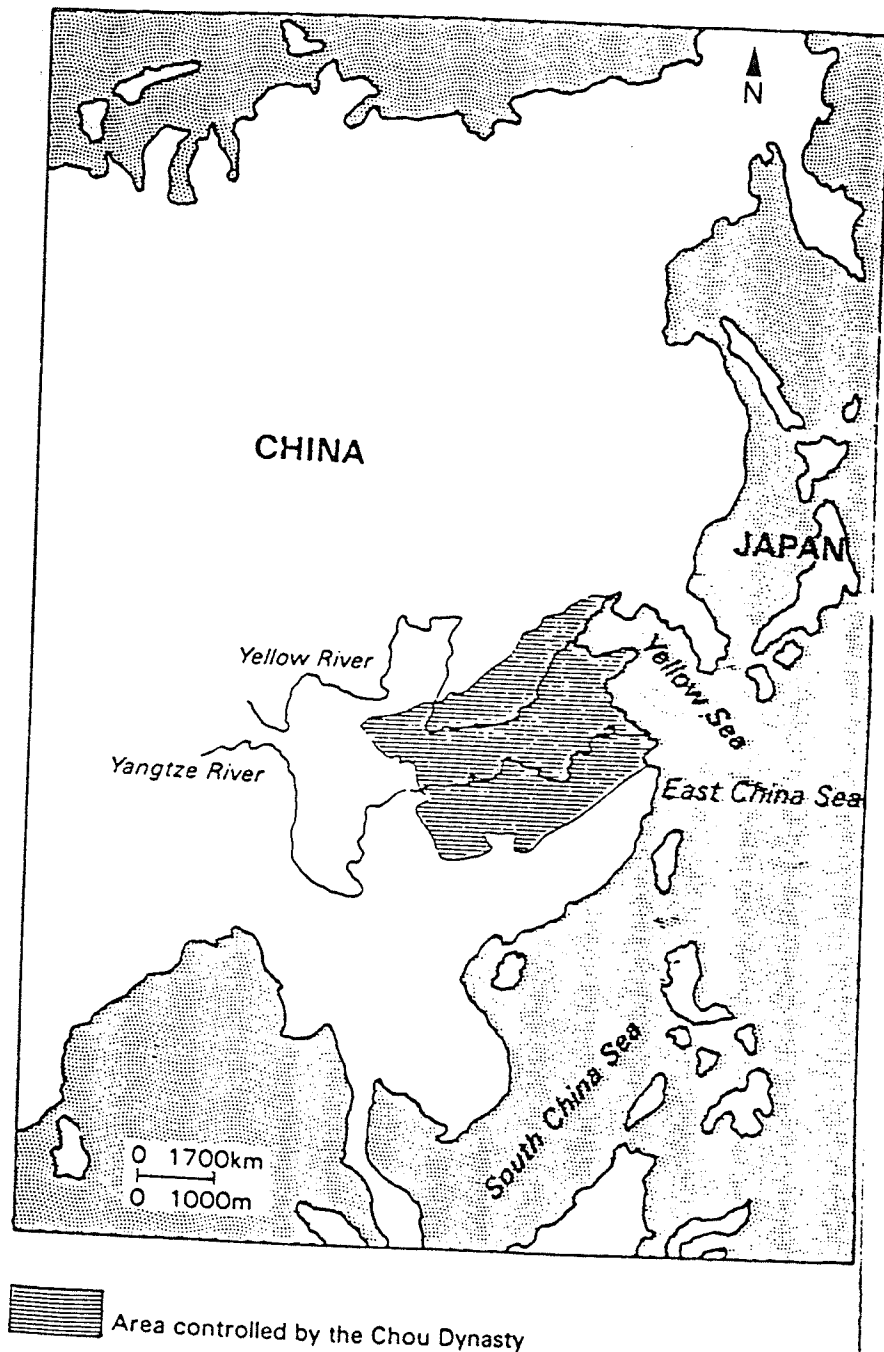 N
CHINA
JAPAN
Yellow River
Yellow Sea
Yangtze River
East China Sea
South China Sea
0 1700km
0 1000m
Area controlled by the Chou Dynasty